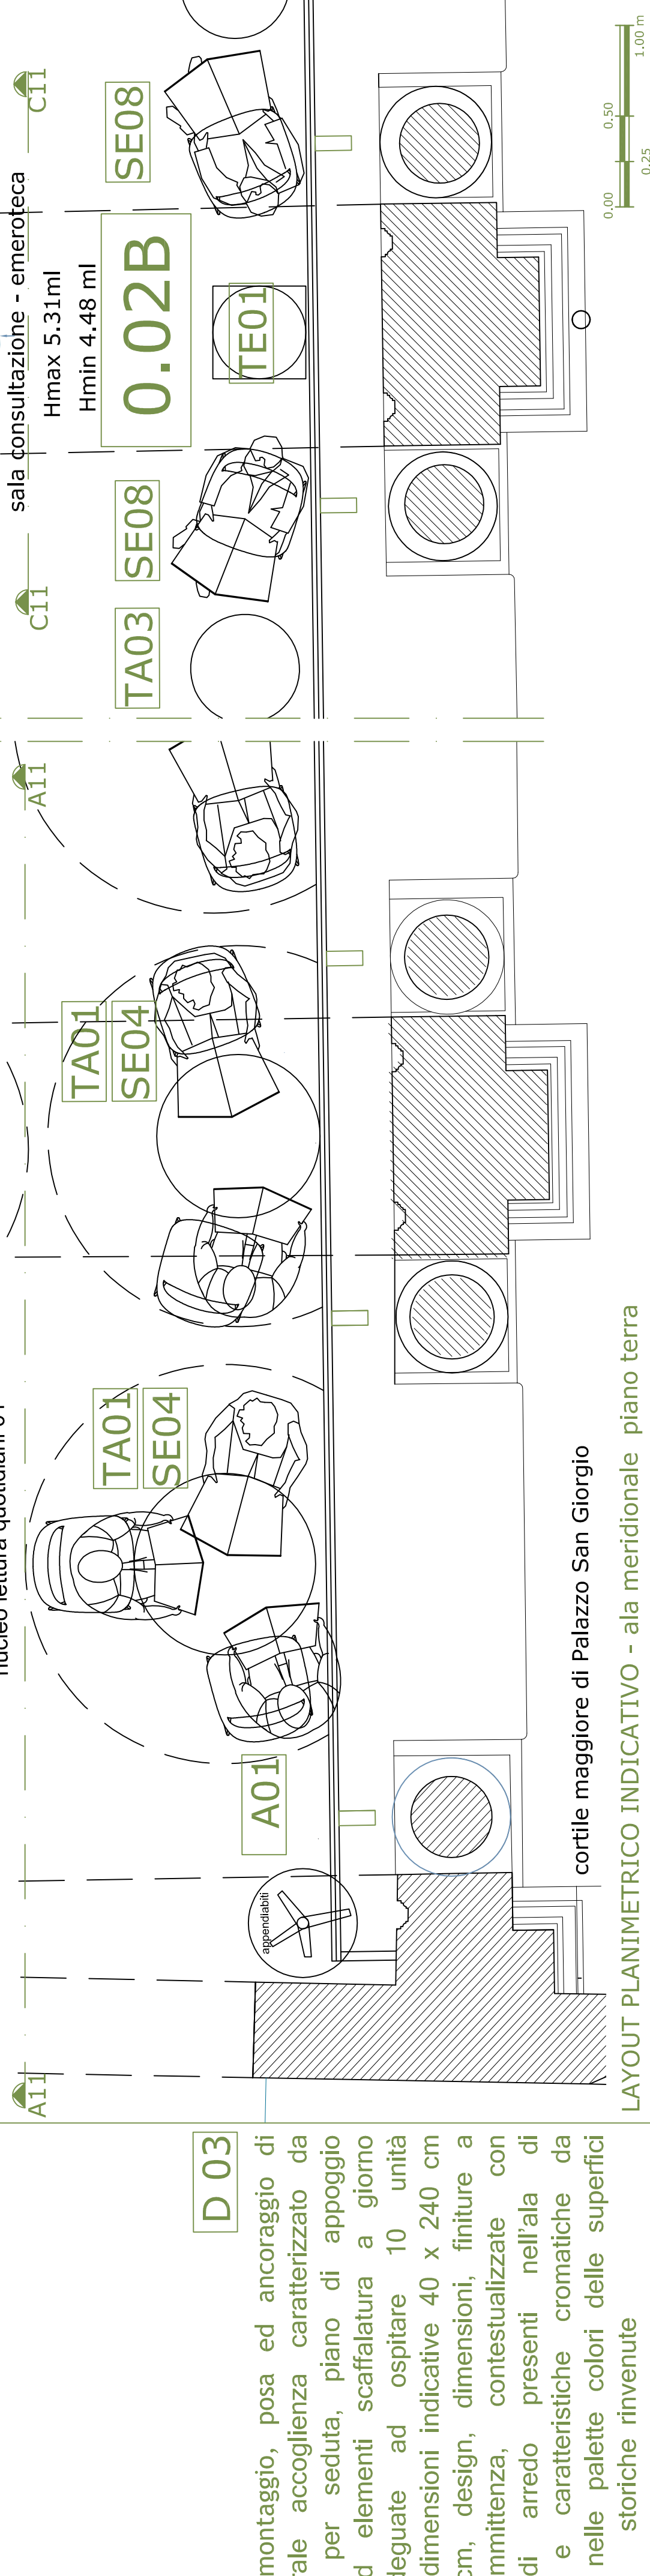 C11
SE08
sala consultazione - emeroteca
Hmax 5.31ml
Hmin 4.48 ml
0.02B
TE01
SE08
C11
TA03
A11
TA01
SE04
TA01
SE04
A01
appendiabiti
A11
0.00
0.25
0.50
1.00 m
cortile maggiore di Palazzo San Giorgio
LAYOUT PLANIMETRICO INDICATIVO - ala meridionale piano terra
D 03
montaggio, posa ed ancoraggio di
accoglienza caratterizzato da
per seduta, piano di appoggio
elementi scaffalatura a giorno
ad ospitare 10 unità
dimensioni indicative 40 x 240 cm
cm, design, dimensioni, finiture a
contestualizzate con
di arredo presenti nell'ala di
e caratteristiche cromatiche da
nelle palette colori delle superfici
storiche rinvenute